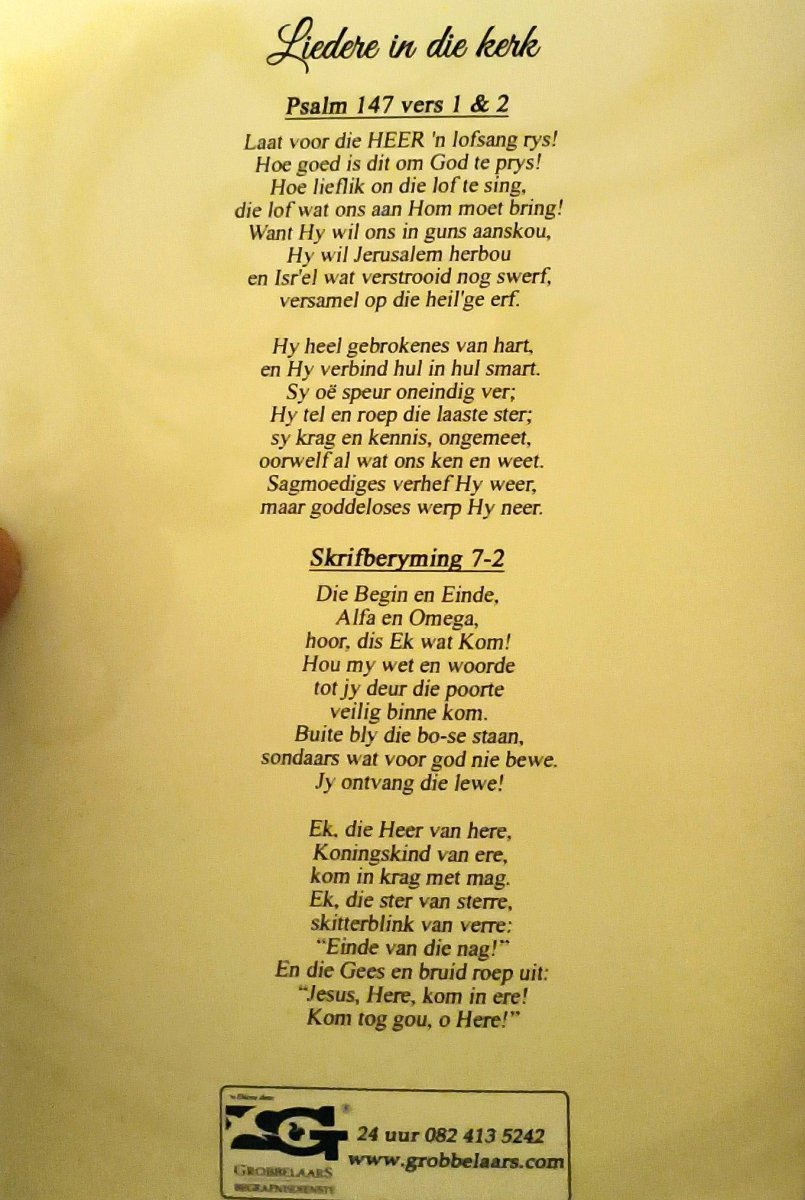 Liedere in die kerk
Psalm 147 vers 1 & 2
Laat voor die HEER 'n lofsang rys!
Hoe goed is dit om God te prys!
Hoe lieflik on die lof te sing,
die lof wat ons aan Hom moet bring!
Want Hy wil ons in guns aanskou,
Hy wil Jerusalem herbou
en Isr'el wat verstrooid nog swerf,
versamel op die heil'ge erf.
Hy heel gebrokenes van hart,
en Hy verbind hul in hul smart.
Sy oë speur oneindig ver;
Hy tel en roep die laaste ster;
sy krag en kennis, ongemeet,
oorwelf al wat ons ken en weet.
Sagmoediges verhef Hy weer,
maar goddeloses werp Hy neer.
Skrifberyming 7-2
Die Begin en Einde,
Alfa en Omega,
hoor, dis Ek wat Kom!
Hou my wet en woorde
tot jy deur die poorte
veilig binne kom.
Buite bly die bo-se staan,
sondaars wat voor god nie bewe.
Jy ontvang die lewe!
Ek, die Heer van here,
Koningskind van ere,
kom in krag met mag.
Ek, die ster van sterre,
skitterblink van verre:
“Einde van die nag!”
En die Gees en bruid roep uit:
“Jesus, Here, kom in ere!
Kom tog gou, o Here!”
G ®
24 uur 082 413 5242
www.grobbelaars.com
GROBBELAARS
BEGRAFNISDIENSTE